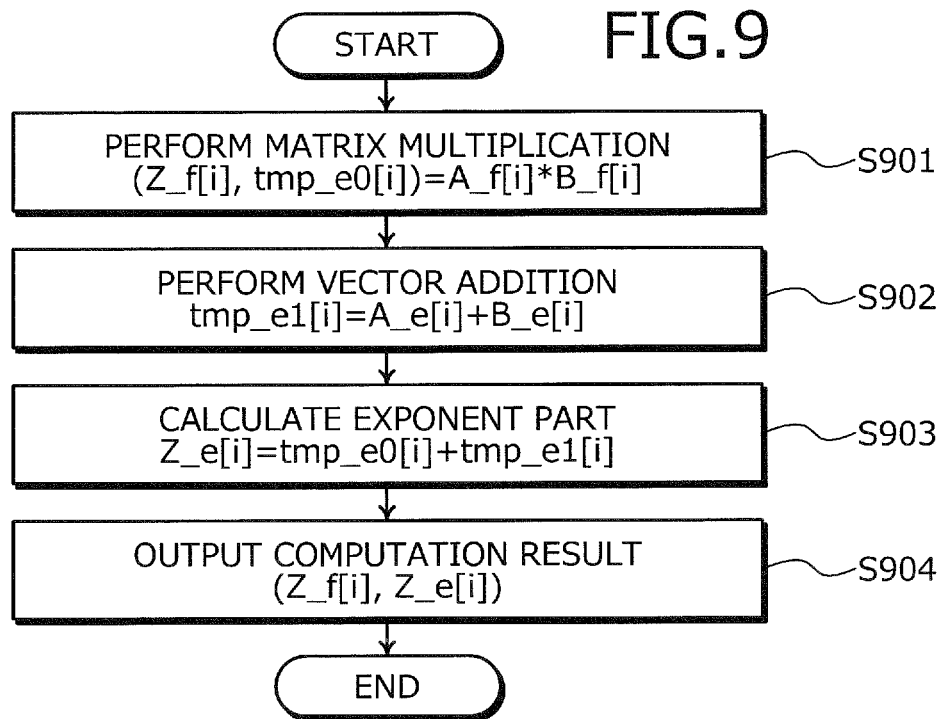 FIG.9
START
PERFORM MATRIX MULTIPLICATION
(Z_f[i], tmp_e0[i])=A_f[i]*B_f[i]
S901
PERFORM VECTOR ADDITION
tmp_e1[i]=A_e[i]+B_e[i]
S902
CALCULATE EXPONENT PART
Z_e[i]=tmp_e0[i]+tmp_e1[i]
S903
OUTPUT COMPUTATION RESULT
(Z_f[i], Z_e[i])
S904
END